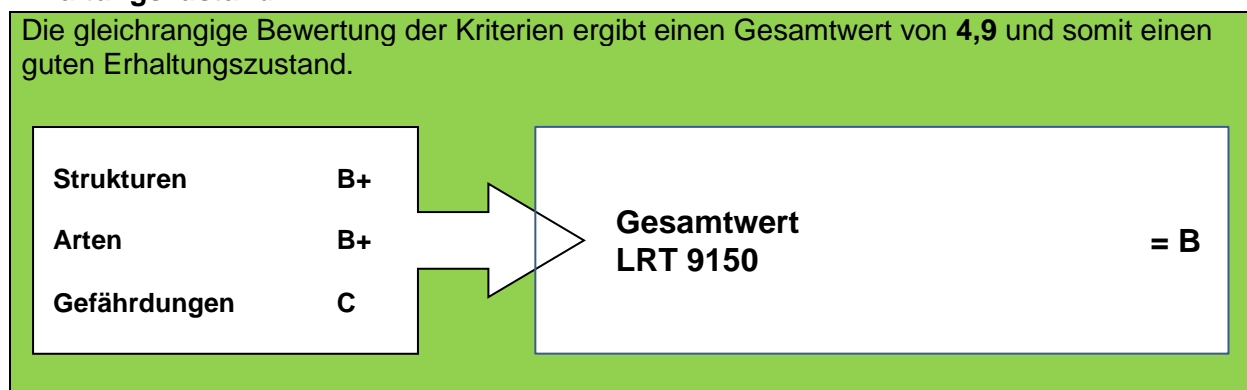 Die gleichrangige Bewertung der Kriterien ergibt einen Gesamtwert von 4,9 und somit einen
guten Erhaltungszustand.
Strukturen B+
Arten B+
Gefährdungen C
Gesamtwert
LRT 9150 = B